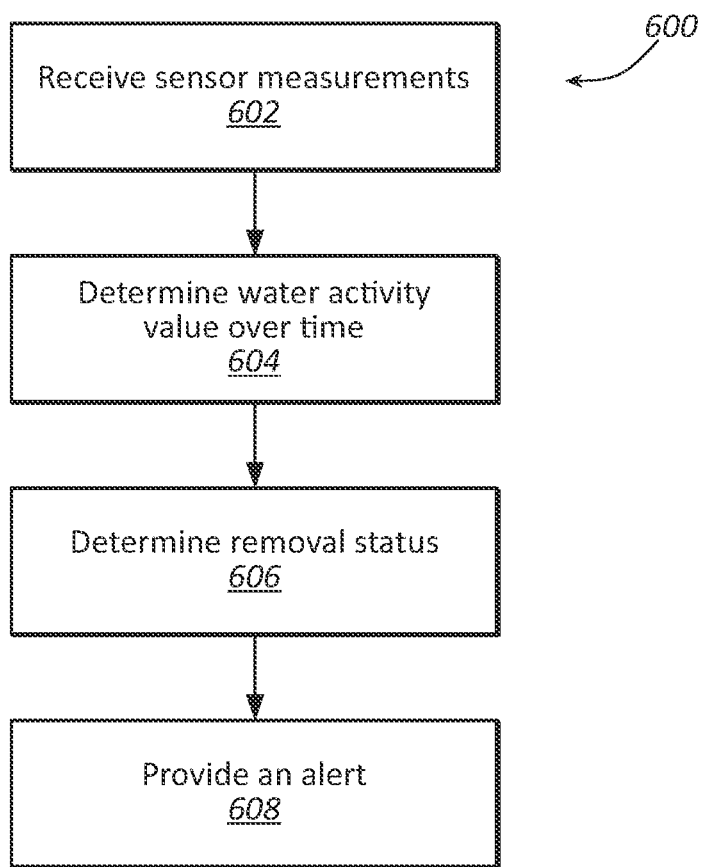 600
Receive sensor measurements
602
Determine water activity
value over time
604
Determine removal status
606
Provide an alert
608